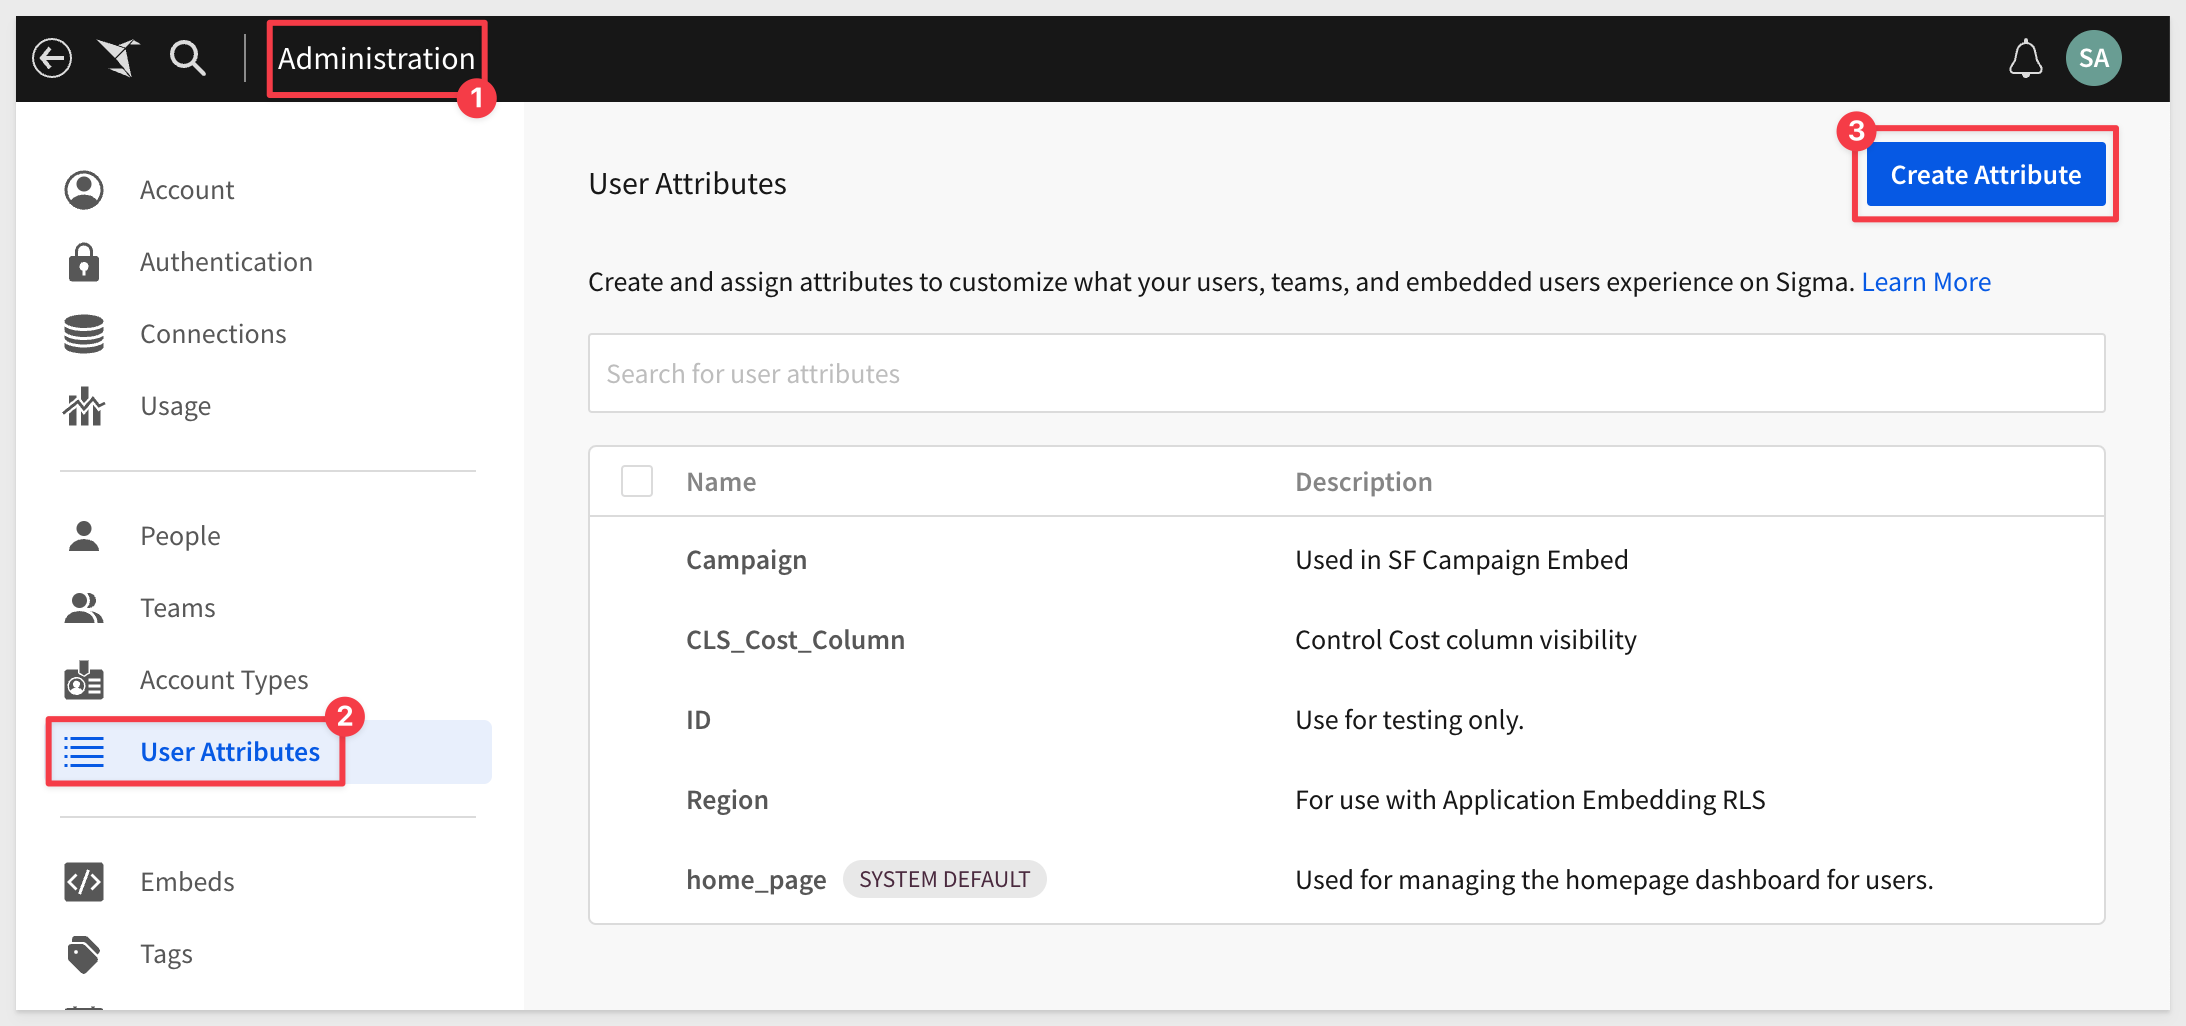 Administration
SA
1
3
Account
Authentication
Connections
Usage
People
Teams
Account Types
2
User Attributes
Embeds
Tags
User Attributes
Create Attribute
Create and assign attributes to customize what your users, teams, and embedded users experience on Sigma. Learn More
Search for user attributes
Name Description
Campaign Used in SF Campaign Embed
CLS_Cost_Column Control Cost column visibility
ID Use for testing only.
Region For use with Application Embedding RLS
home_page SYSTEM DEFAULT Used for managing the homepage dashboard for users.